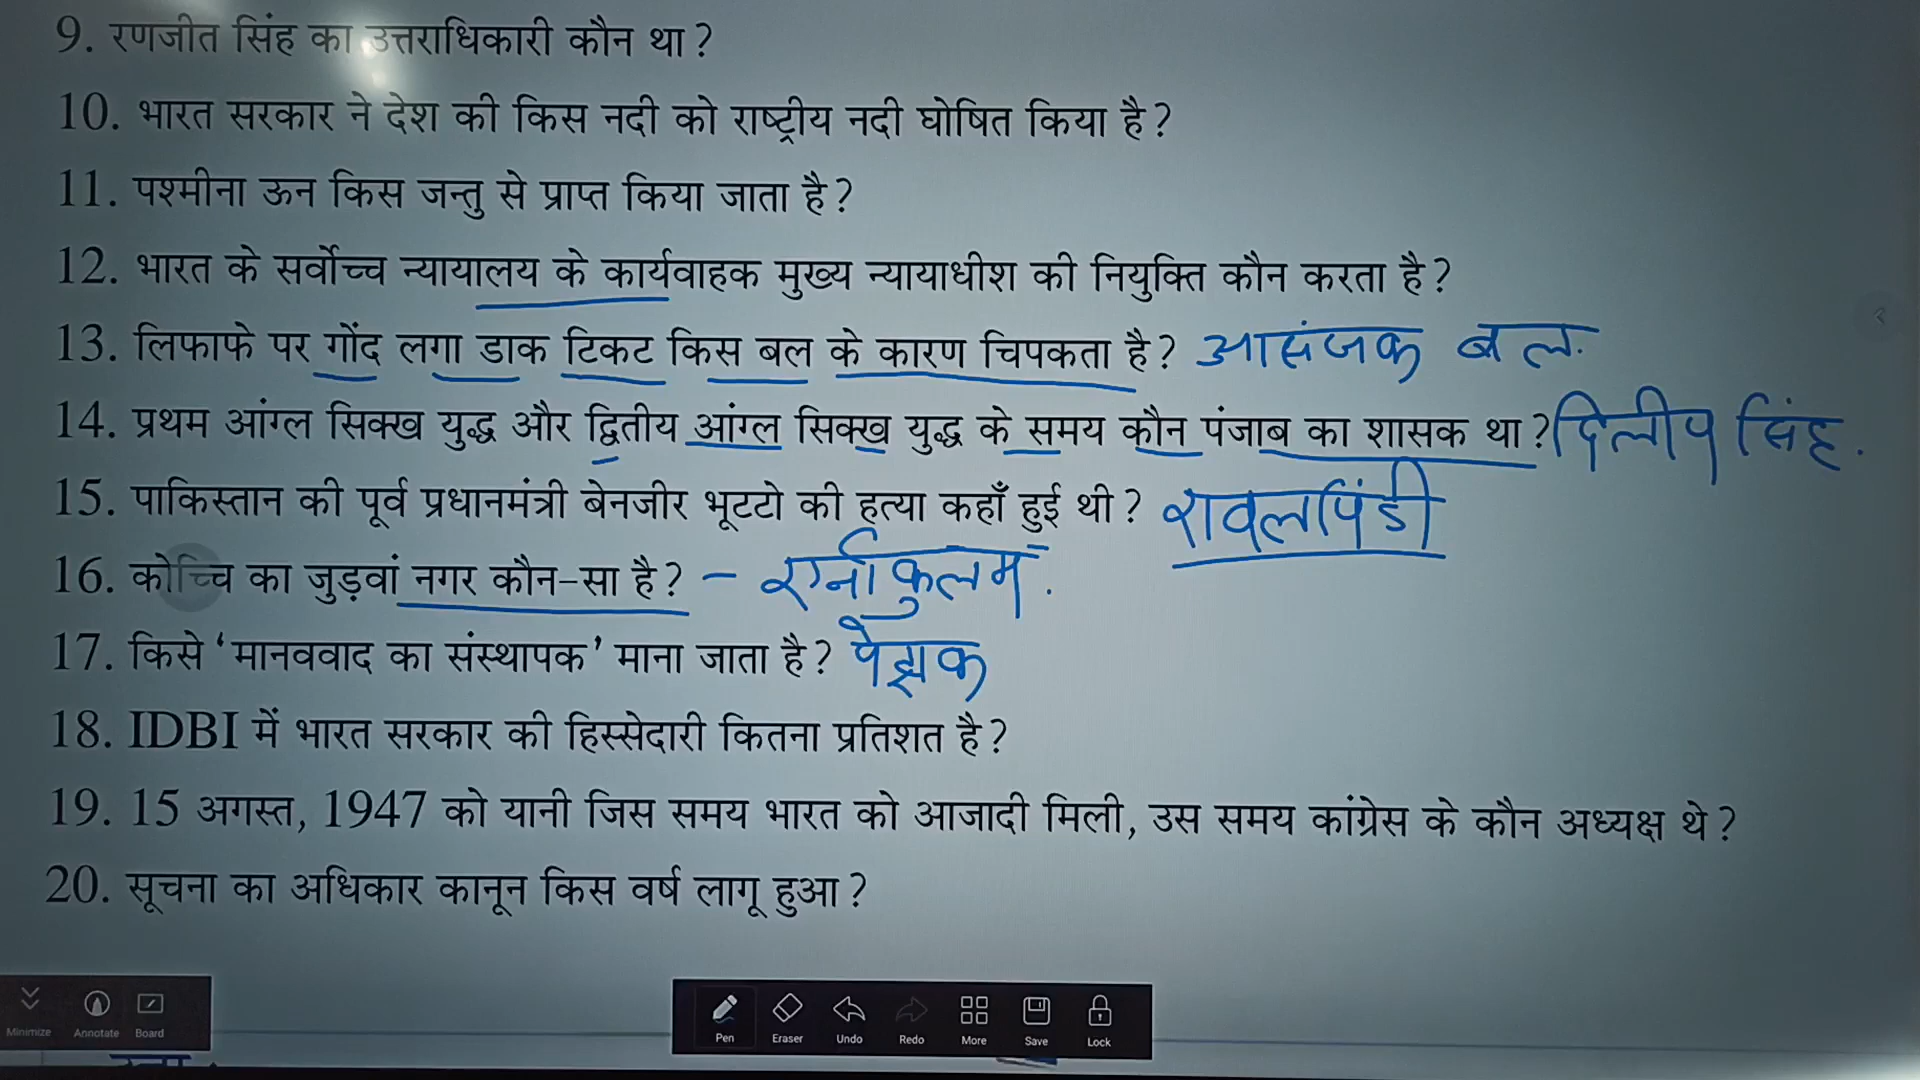 9. रणजीत सिंह का उत्तराधिकारी कौन था?
10. भारत सरकार ने देश की किस नदी को राष्ट्रीय नदी घोषित किया है?
11. पश्मीना ऊन किस जन्तु से प्राप्त किया जाता है?
12. भारत के सर्वोच्च न्यायालय के कार्यवाहक मुख्य न्यायाधीश की नियुक्ति कौन करता है?
13. लिफाफे पर गोंद लगा डाक टिकट किस बल के कारण चिपकता है? आसंजक बल.
14. प्रथम आंग्ल सिक्ख युद्ध और द्वितीय आंग्ल सिक्ख युद्ध के समय कौन पंजाब का शासक था? दिलीप सिंह.
15. पाकिस्तान की पूर्व प्रधानमंत्री बेनजीर भूटटो की हत्या कहाँ हुई थी? रावलपिंडी
16. कोच्चि का जुड़वां नगर कौन-सा है? – एर्नाकुलम.
17. किसे ‘मानववाद का संस्थापक’ माना जाता है?
18. IDBI में भारत सरकार की हिस्सेदारी कितना प्रतिशत है?
19. 15 अगस्त, 1947 को यानी जिस समय भारत को आजादी मिली, उस समय कांग्रेस के कौन अध्यक्ष थे?
20. सूचना का अधिकार कानून किस वर्ष लागू हुआ?
Minimize Annotate Board
Pen Eraser Undo Redo More Save Lock